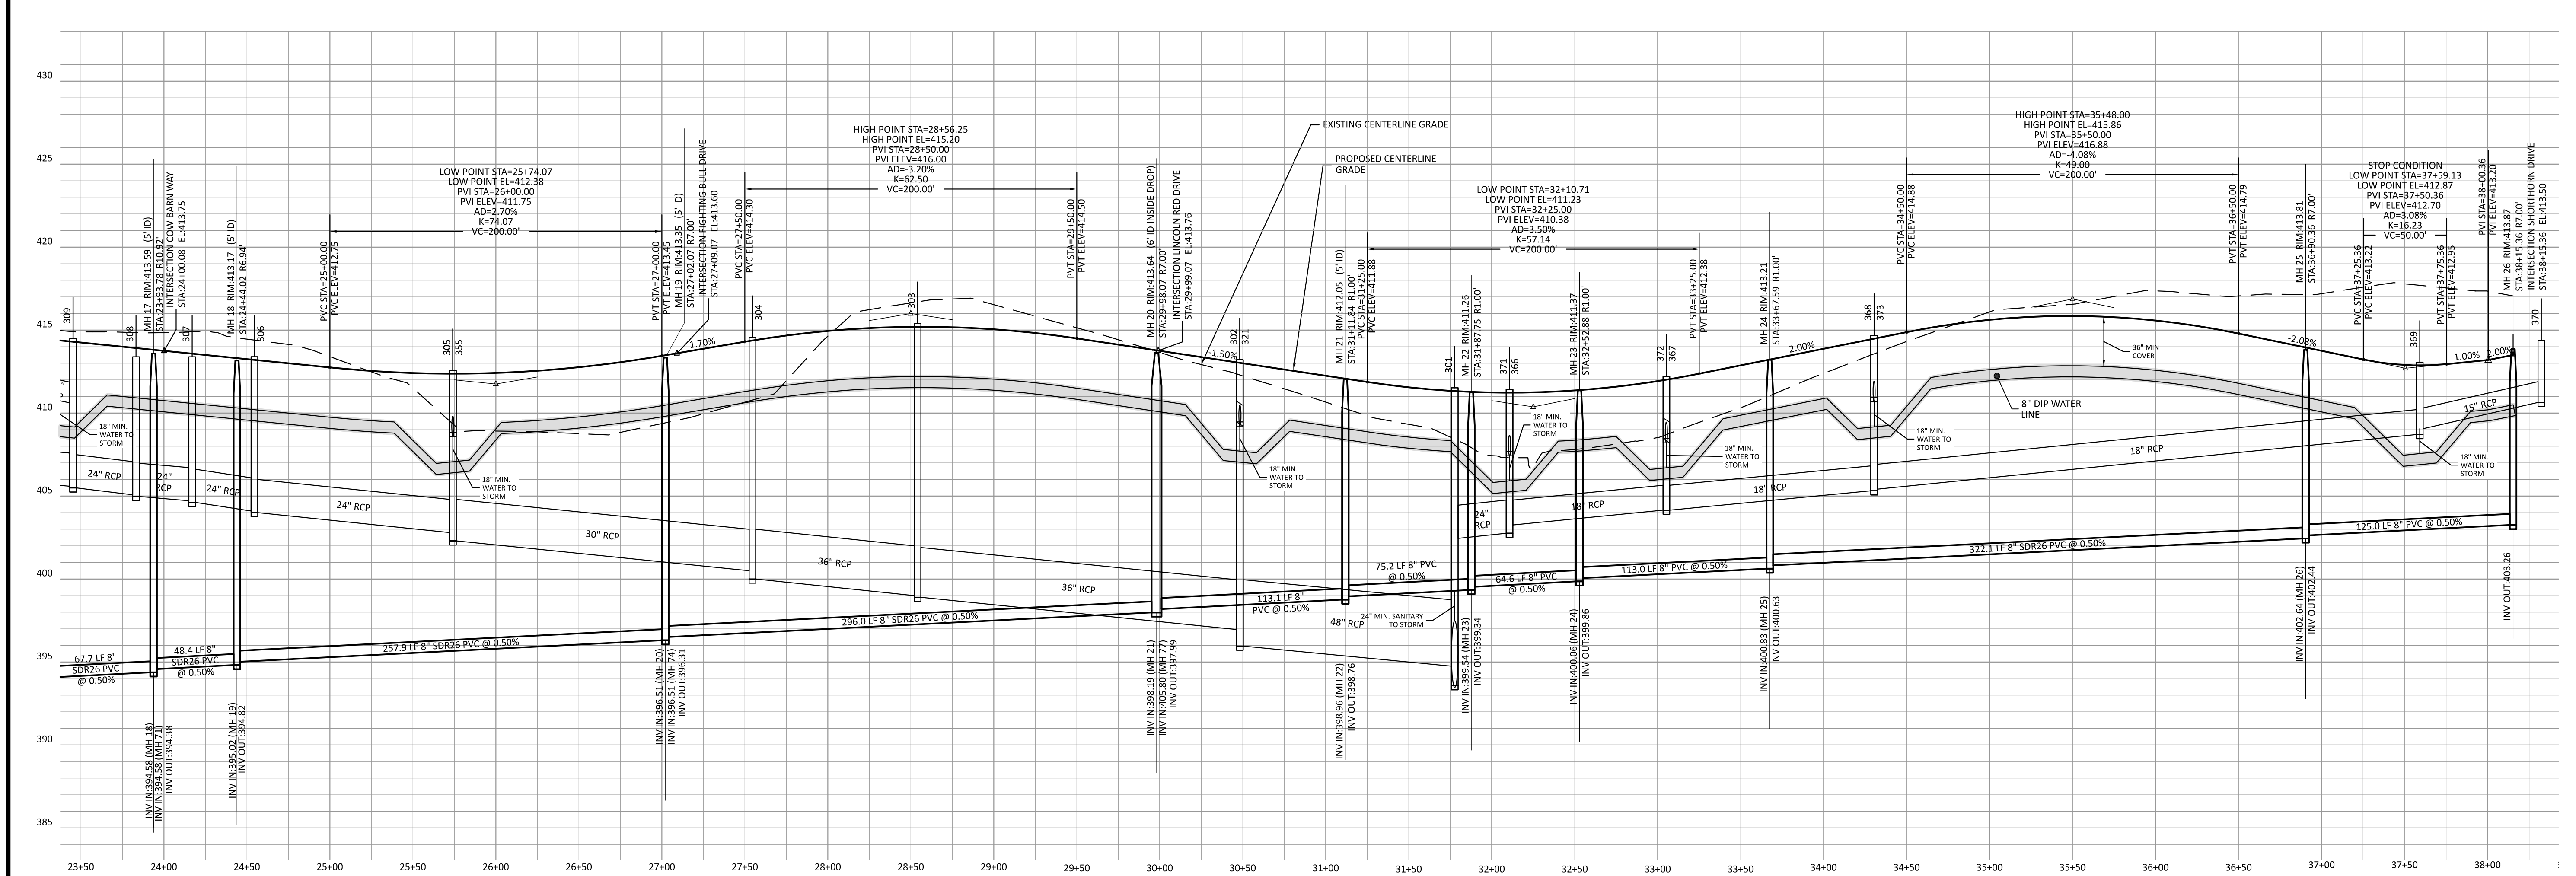 430
425
420
415
410
405
400
395
390
385
23+50
24+00
24+50
25+00
25+50
26+00
26+50
27+00
27+50
28+00
28+50
29+00
29+50
30+00
30+50
31+00
31+50
32+00
32+50
33+00
33+50
34+00
34+50
35+00
35+50
36+00
36+50
37+00
37+50
38+00
309
308
MH 17 RIM:413.59 (5' ID)
STA:23+93.78 R10.92'
INTERSECTION COW BARN WAY
STA:24+00.08 EL:413.75
307
MH 18 RIM:413.17 (5' ID)
STA:24+44.02 R6.94'
306
PVC STA=25+00.00
PVC ELEV=412.75
LOW POINT STA=25+74.07
LOW POINT EL=412.38
PVI STA=26+00.00
PVI ELEV=411.75
AD=2.70%
K=74.07
VC=200.00'
305
355
PVT STA=27+00.00
PVT ELEV=413.45
MH 19 RIM:413.35 (5' ID)
STA:27+02.07 R7.00'
INTERSECTION FIGHTING BULL DRIVE
STA:27+09.07 EL:413.60
1.70%
PVC STA=27+50.00
PVC ELEV=414.30
304
HIGH POINT STA=28+56.25
HIGH POINT EL=415.20
PVI STA=28+50.00
PVI ELEV=416.00
AD=-3.20%
K=62.50
VC=200.00'
303
PVT STA=29+50.00
PVT ELEV=414.50
MH 20 RIM:413.64 (6' ID INSIDE DROP)
STA:29+98.07 R7.00'
INTERSECTION LINCOLN RED DRIVE
STA:29+99.07 EL:413.76
-1.50%
302
321
EXISTING CENTERLINE GRADE
PROPOSED CENTERLINE
GRADE
MH 21 RIM:412.05 (5' ID)
STA:31+11.84 R1.00'
PVC STA=31+25.00
PVC ELEV=411.88
LOW POINT STA=32+10.71
LOW POINT EL=411.23
PVI STA=32+25.00
PVI ELEV=410.38
AD=3.50%
K=57.14
VC=200.00'
301
MH 22 RIM:411.26
STA:31+87.75 R1.00'
371
366
MH 23 RIM:411.37
STA:32+52.88 R1.00'
372
367
PVT STA=33+25.00
PVT ELEV=412.38
MH 24 RIM:413.21
STA:33+67.59 R1.00'
2.00%
368
373
PVC STA=34+50.00
PVC ELEV=414.88
HIGH POINT STA=35+48.00
HIGH POINT EL=415.86
PVI STA=35+50.00
PVI ELEV=416.88
AD=-4.08%
K=49.00
VC=200.00'
36" MIN
COVER
8" DIP WATER
LINE
PVT STA=36+50.00
PVT ELEV=414.79
MH 25 RIM:413.81
STA:36+90.36 R7.00'
-2.08%
PVC STA=37+25.36
PVC ELEV=413.22
STOP CONDITION
LOW POINT STA=37+59.13
LOW POINT EL=412.87
PVI STA=37+50.36
PVI ELEV=412.70
AD=3.08%
K=16.23
VC=50.00'
369
PVT STA=37+75.36
PVT ELEV=412.95
1.00%
PVI STA=38+00.36
PVI ELEV=413.20
2.00%
MH 26 RIM:413.87
STA:38+15.36 R7.00'
INTERSECTION SHORTHORN DRIVE
STA:38+15.36 EL:413.50
370
18" MIN.
WATER TO
STORM
24" RCP
24"
RCP
24" RCP
24" RCP
18" MIN.
WATER TO
STORM
30" RCP
36" RCP
36" RCP
18" MIN.
WATER TO
STORM
48" RCP
24" MIN. SANITARY
TO STORM
24"
RCP
18" MIN.
WATER TO
STORM
18" RCP
18" MIN.
WATER TO
STORM
18" RCP
18" MIN.
WATER TO
STORM
18" RCP
15" RCP
18" MIN.
WATER TO
STORM
67.7 LF 8"
SDR26 PVC
@ 0.50%
48.4 LF 8"
SDR26 PVC
@ 0.50%
257.9 LF 8" SDR26 PVC @ 0.50%
296.0 LF 8" SDR26 PVC @ 0.50%
113.1 LF 8"
PVC @ 0.50%
75.2 LF 8" PVC
@ 0.50%
64.6 LF 8" PVC
@ 0.50%
113.0 LF 8" PVC @ 0.50%
322.1 LF 8" SDR26 PVC @ 0.50%
125.0 LF 8" PVC @ 0.50%
INV IN:394.58 (MH 18)
INV IN:394.58 (MH 71)
INV OUT:394.38
INV IN:395.02 (MH 19)
INV OUT:394.82
INV IN:396.51 (MH 20)
INV IN:396.51 (MH 74)
INV OUT:396.31
INV IN:398.19 (MH 21)
INV IN:405.80 (MH 77)
INV OUT:397.99
INV IN:398.96 (MH 22)
INV OUT:398.76
INV IN:399.54 (MH 23)
INV OUT:399.34
INV IN:400.06 (MH 24)
INV OUT:399.86
INV IN:400.83 (MH 25)
INV OUT:400.63
INV IN:402.64 (MH 26)
INV OUT:402.44
INV OUT:403.26